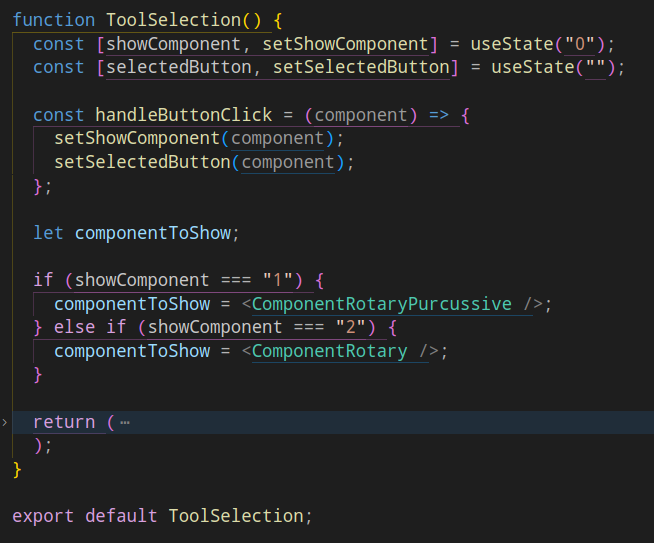 function ToolSelection() {
const [showComponent, setShowComponent] = useState("0");
const [selectedButton, setSelectedButton] = useState("");
const handleButtonClick = (component) => {
setShowComponent(component);
setSelectedButton(component);
};
let componentToShow;
if (showComponent === "1") {
componentToShow = <ComponentRotaryPurcussive />;
} else if (showComponent === "2") {
componentToShow = <ComponentRotary />;
}
return (⋯
);
}
export default ToolSelection;